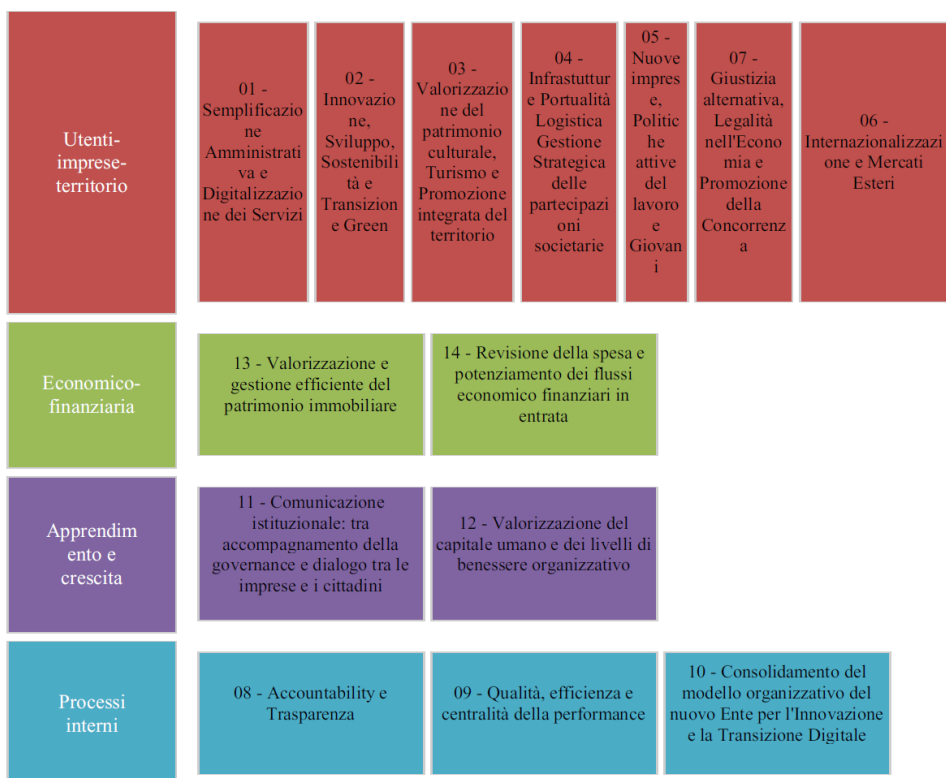 Utenti-
imprese-
territorio
01 -
Semplificazione
Amministrati
va e
Digitalizzazio
ne dei Servizi
02 -
Innovazio
ne,
Sviluppo,
Sostenibili
tà e
Transizion
e Green
03 -
Valorizzazio
ne del
patrimonio
culturale,
Turismo e
Promozione
integrata del
territorio
04 -
Infrastuttur
e Portualità
Logistica
Gestione
Strategica
delle
partecipazi
oni
societarie
05 -
Nuove
impres
e,
Politic
he
attive
del
lavoro
e
Giovan
i
07 -
Giustizia
alternativa,
Legalità
nell'Econo
mia e
Promozione
della
Concorrenz
a
06 -
Internazionalizzazi
one e Mercati
Esteri
Economico-
finanziaria
13 - Valorizzazione e
gestione efficiente del
patrimonio immobiliare
14 - Revisione della spesa e
potenziamento dei flussi
economico finanziari in
entrata
Apprendim
ento e
crescita
11 - Comunicazione
istituzionale: tra
accompagnamento della
governance e dialogo tra le
imprese e i cittadini
12 - Valorizzazione del
capitale umano e dei livelli di
benessere organizzativo
Processi
interni
08 - Accountability e
Trasparenza
09 - Qualità, efficienza e
centralità della performance
10 - Consolidamento del
modello organizzativo del
nuovo Ente per l'Innovazione
e la Transizione Digitale